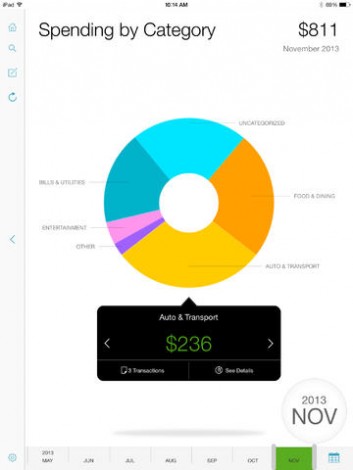 iPad
10:14 AM
86%
Spending by Category
$811
November 2013
UNCATEGORIZED
BILLS & UTILITIES
FOOD & DINING
ENTERTAINMENT
OTHER
AUTO & TRANSPORT
Auto & Transport
$236
3 Transactions
See Details
2013
NOV
2013
MAY JUN JUL AUG SEP OCT NOV